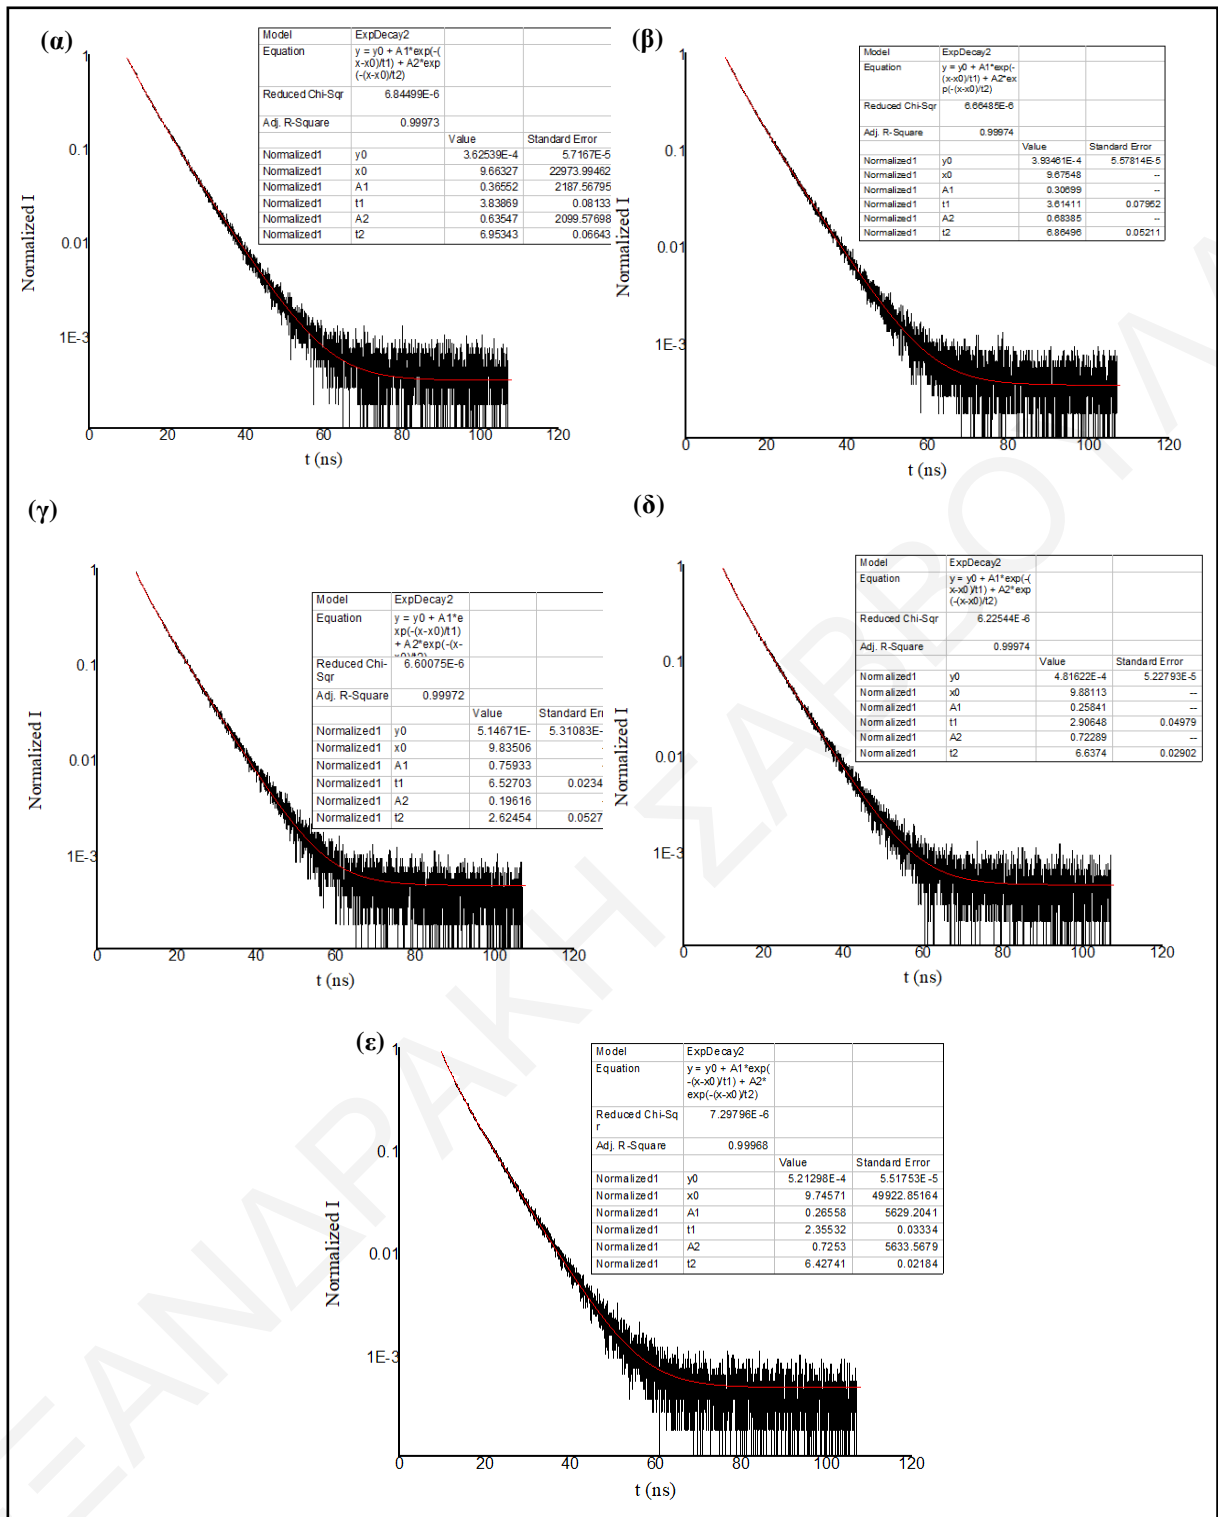 (α)
Model ExpDecay2
Equation y = y0 + A1*exp(-(
x-x0)/t1) + A2*exp
(-(x-x0)/t2)
Reduced Chi-Sqr 6.84499E-6
Adj. R-Square 0.99973
Value Standard Error
Normalized1 y0 3.62539E-4 5.7167E-5
Normalized1 x0 9.66327 22973.99462
Normalized1 A1 0.36552 2187.56795
Normalized1 t1 3.83869 0.08133
Normalized1 A2 0.63547 2099.57698
Normalized1 t2 6.95343 0.06643
1
0.1
0.01
1E-3
Normalized I
0 20 40 60 80 100 120
t (ns)
(β)
Model ExpDecay2
Equation y = y0 + A1*exp(-
(x-x0)/t1) + A2*ex
p(-(x-x0)/t2)
Reduced Chi-Sqr 6.66485E-6
Adj. R-Square 0.99974
Value Standard Error
Normalized1 y0 3.93461E-4 5.57814E-5
Normalized1 x0 9.67548 --
Normalized1 A1 0.30699 --
Normalized1 t1 3.61411 0.07952
Normalized1 A2 0.68385 --
Normalized1 t2 6.86496 0.05211
1
0.1
0.01
1E-3
Normalized I
0 20 40 60 80 100 120
t (ns)
(γ)
Model ExpDecay2
Equation y = y0 + A1*e
xp(-(x-x0)/t1)
+ A2*exp(-(x-
Reduced Chi-
Sqr 6.60075E-6
Adj. R-Square 0.99972
Value Standard Err
Normalized1 y0 5.14671E- 5.31083E-
Normalized1 x0 9.83506
Normalized1 A1 0.75933
Normalized1 t1 6.52703 0.0234
Normalized1 A2 0.19616
Normalized1 t2 2.62454 0.0527
1
0.1
0.01
1E-3
Normalized I
0 20 40 60 80 100 120
t (ns)
(δ)
Model ExpDecay2
Equation y = y0 + A1*exp(-(
x-x0)/t1) + A2*exp
(-(x-x0)/t2)
Reduced Chi-Sqr 6.22544E-6
Adj. R-Square 0.99974
Value Standard Error
Normalized1 y0 4.81622E-4 5.22793E-5
Normalized1 x0 9.88113 --
Normalized1 A1 0.25841 --
Normalized1 t1 2.90648 0.04979
Normalized1 A2 0.72289 --
Normalized1 t2 6.6374 0.02902
1
0.1
0.01
1E-3
Normalized I
0 20 40 60 80 100 120
t (ns)
(ε)
Model ExpDecay2
Equation y = y0 + A1*exp(
-(x-x0)/t1) + A2*
exp(-(x-x0)/t2)
Reduced Chi-Sq
r 7.29796E-6
Adj. R-Square 0.99968
Value Standard Error
Normalized1 y0 5.21298E-4 5.51753E-5
Normalized1 x0 9.74571 49922.85164
Normalized1 A1 0.26558 5629.2041
Normalized1 t1 2.35532 0.03334
Normalized1 A2 0.7253 5633.5679
Normalized1 t2 6.42741 0.02184
1
0.1
0.01
1E-3
Normalized I
0 20 40 60 80 100 120
t (ns)
ΞΑΝΔΡΑΚΗ ΣΑΒΒΟΥΛ